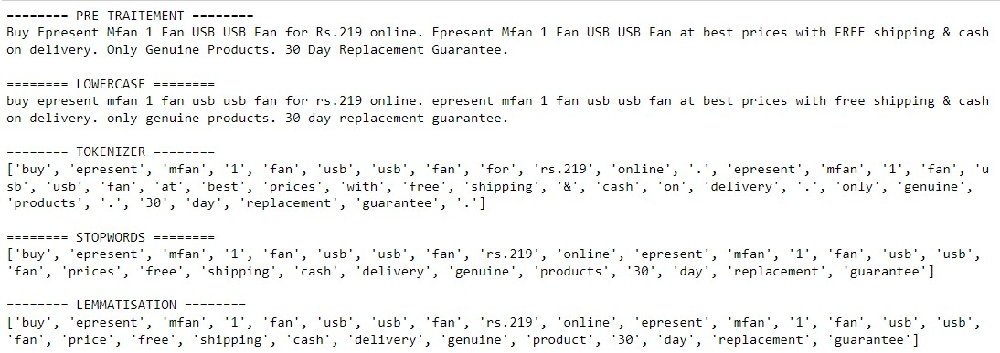 ======== PRE TRAITEMENT ========
Buy Epresent Mfan 1 Fan USB USB Fan for Rs.219 online. Epresent Mfan 1 Fan USB USB Fan at best prices with FREE shipping & cash
on delivery. Only Genuine Products. 30 Day Replacement Guarantee.
======== LOWERCASE ========
buy epresent mfan 1 fan usb usb fan for rs.219 online. epresent mfan 1 fan usb usb fan at best prices with free shipping & cash
on delivery. only genuine products. 30 day replacement guarantee.
======== TOKENIZER ========
['buy', 'epresent', 'mfan', '1', 'fan', 'usb', 'usb', 'fan', 'for', 'rs.219', 'online', '.', 'epresent', 'mfan', '1', 'fan', 'u
sb', 'usb', 'fan', 'at', 'best', 'prices', 'with', 'free', 'shipping', '&', 'cash', 'on', 'delivery', '.', 'only', 'genuine',
'products', '.', '30', 'day', 'replacement', 'guarantee', '.']
======== STOPWORDS ========
['buy', 'epresent', 'mfan', '1', 'fan', 'usb', 'usb', 'fan', 'rs.219', 'online', 'epresent', 'mfan', '1', 'fan', 'usb', 'usb',
'fan', 'prices', 'free', 'shipping', 'cash', 'delivery', 'genuine', 'products', '30', 'day', 'replacement', 'guarantee']
======== LEMMATISATION ========
['buy', 'epresent', 'mfan', '1', 'fan', 'usb', 'usb', 'fan', 'rs.219', 'online', 'epresent', 'mfan', '1', 'fan', 'usb', 'usb',
'fan', 'price', 'free', 'shipping', 'cash', 'delivery', 'genuine', 'product', '30', 'day', 'replacement', 'guarantee']